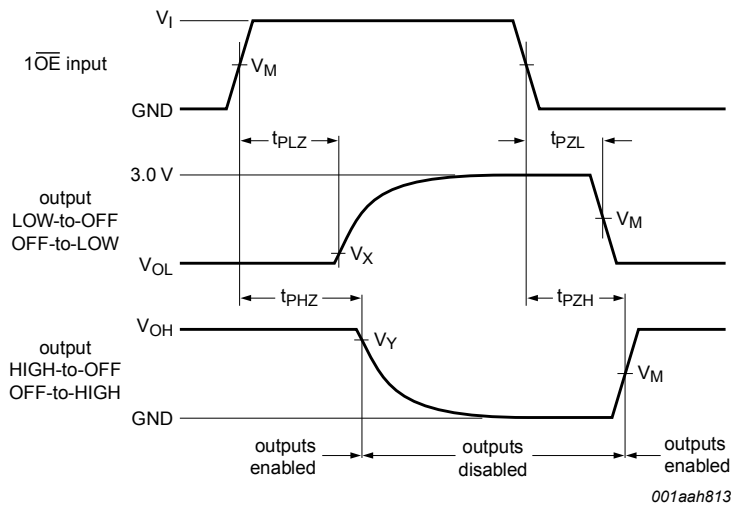 V_I
1O̅E̅ input
V_M
GND
t_PLZ
t_PZL
3.0 V
output
LOW-to-OFF
OFF-to-LOW
V_M
V_X
V_OL
t_PHZ
t_PZH
V_OH
output
HIGH-to-OFF
OFF-to-HIGH
V_Y
V_M
GND
outputs
enabled
outputs
disabled
outputs
enabled
001aah813